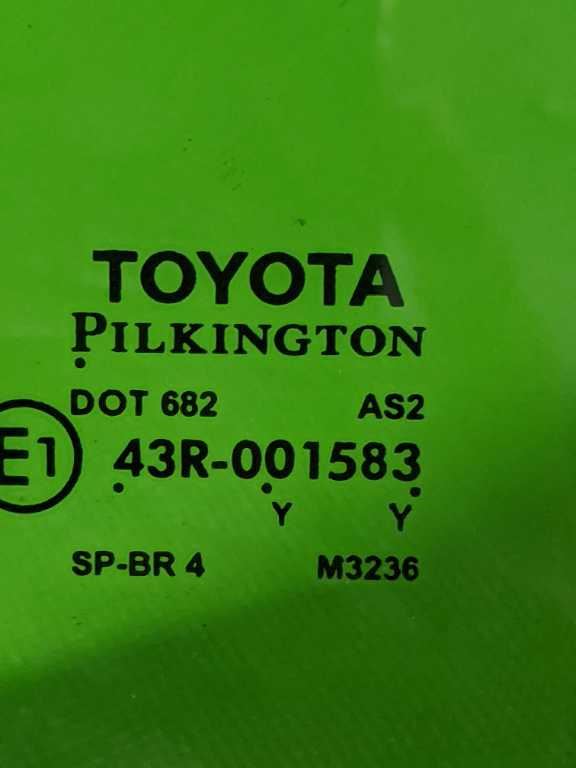 TOYOTA
PILKINGTON
DOT 682 AS2
E1 43R-001583
Y Y
SP-BR 4 M3236